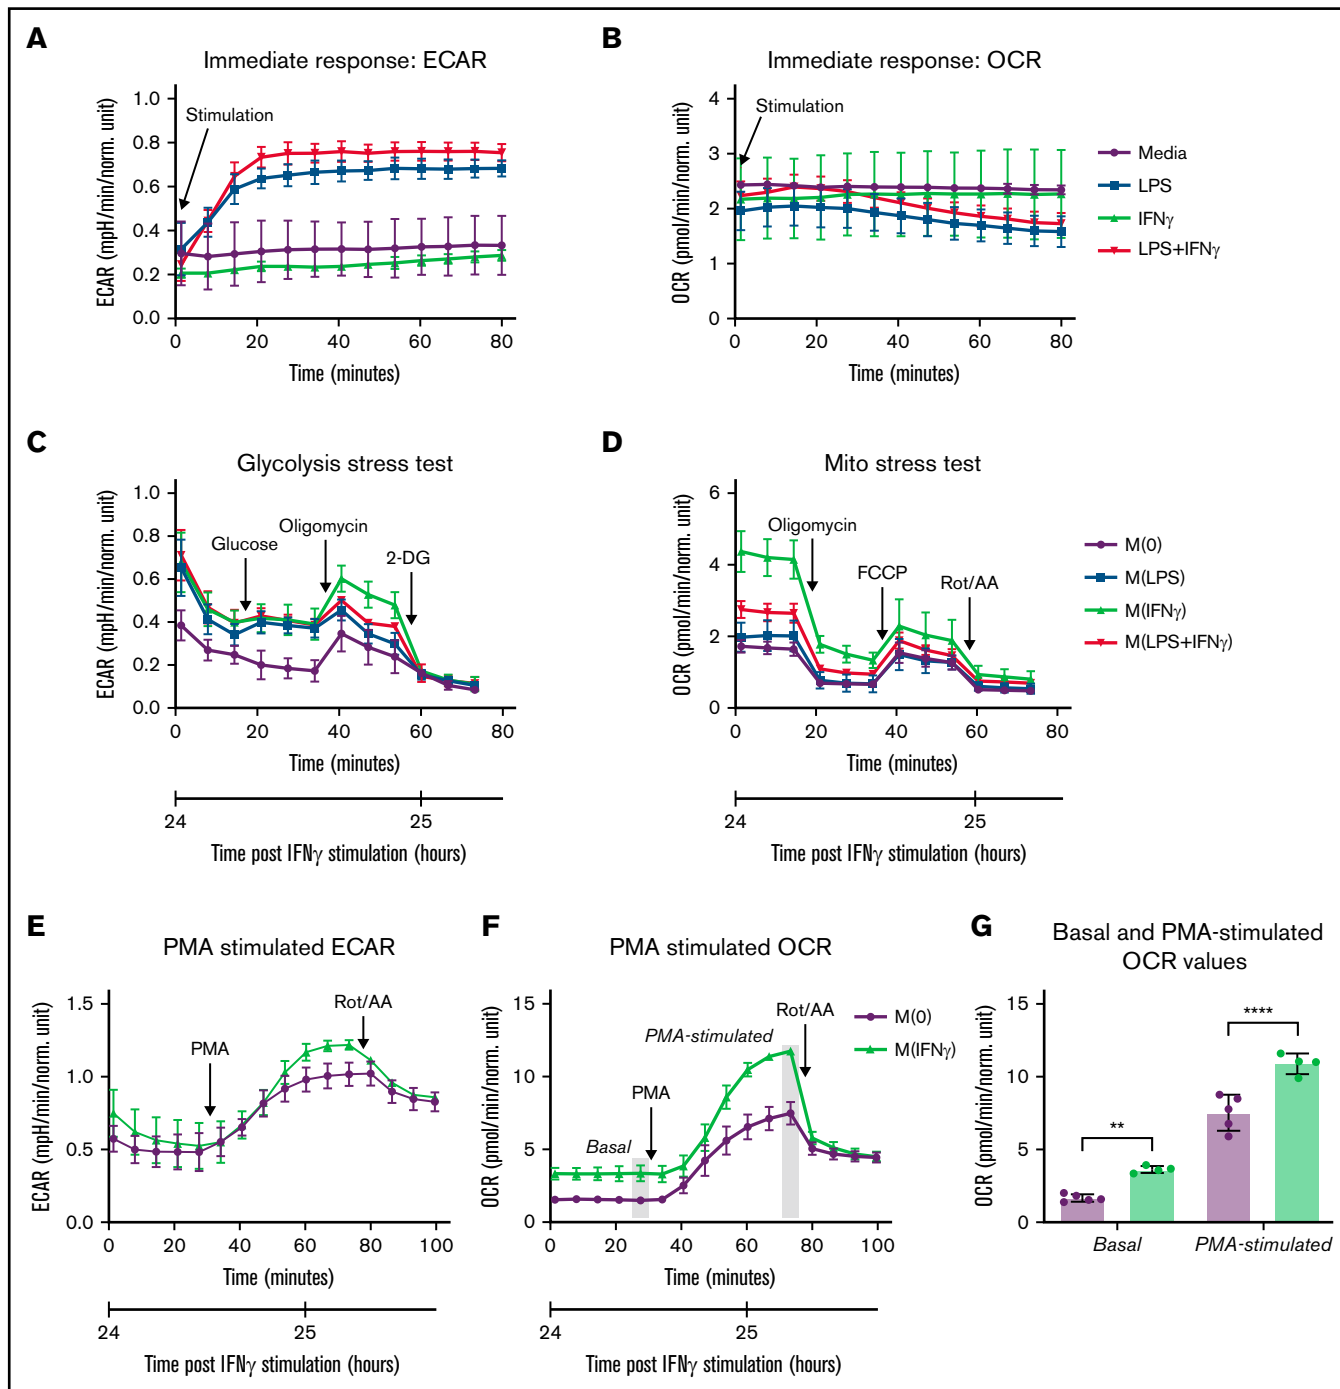 A
Immediate response: ECAR
ECAR (mpH/min/norm. unit)
1.0
0.8
0.6
0.4
0.2
0.0
Stimulation
0 20 40 60 80
Time (minutes)
B
Immediate response: OCR
OCR (pmol/min/norm. unit)
4
3
2
1
0
Stimulation
0 20 40 60 80
Time (minutes)
Media
LPS
IFNγ
LPS+IFNγ
C
Glycolysis stress test
ECAR (mpH/min/norm. unit)
1.0
0.8
0.6
0.4
0.2
0.0
Glucose
Oligomycin
2-DG
0 20 40 60 80
Time (minutes)
24 25
Time post IFNγ stimulation (hours)
D
Mito stress test
OCR (pmol/min/norm. unit)
6
4
2
0
Oligomycin
FCCP
Rot/AA
0 20 40 60 80
Time (minutes)
24 25
Time post IFNγ stimulation (hours)
M(0)
M(LPS)
M(IFNγ)
M(LPS+IFNγ)
E
PMA stimulated ECAR
ECAR (mpH/min/norm. unit)
1.5
1.0
0.5
0.0
PMA
Rot/AA
0 20 40 60 80 100
Time (minutes)
24 25
Time post IFNγ stimulation (hours)
F
PMA stimulated OCR
OCR (pmol/min/norm. unit)
15
10
5
0
Basal
PMA
PMA-stimulated
Rot/AA
0 20 40 60 80 100
Time (minutes)
24 25
Time post IFNγ stimulation (hours)
M(0)
M(IFNγ)
G
Basal and PMA-stimulated
OCR values
OCR (pmol/min/norm. unit)
15
10
5
0
**
****
Basal PMA-stimulated